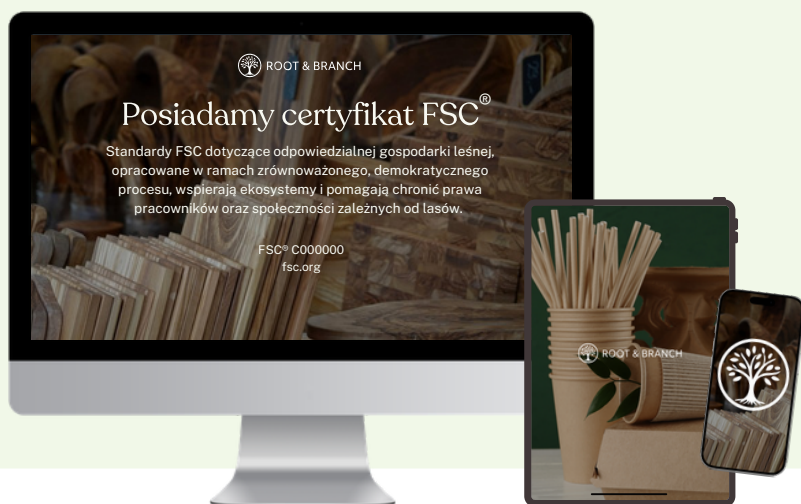 ROOT & BRANCH
Posiadamy certyfikat FSC®
Standardy FSC dotyczące odpowiedzialnej gospodarki leśnej,
opracowane w ramach zrównoważonego, demokratycznego
procesu, wspierają ekosystemy i pomagają chronić prawa
pracowników oraz społeczności zależnych od lasów.
FSC® C000000
fsc.org
ROOT & BRANCH